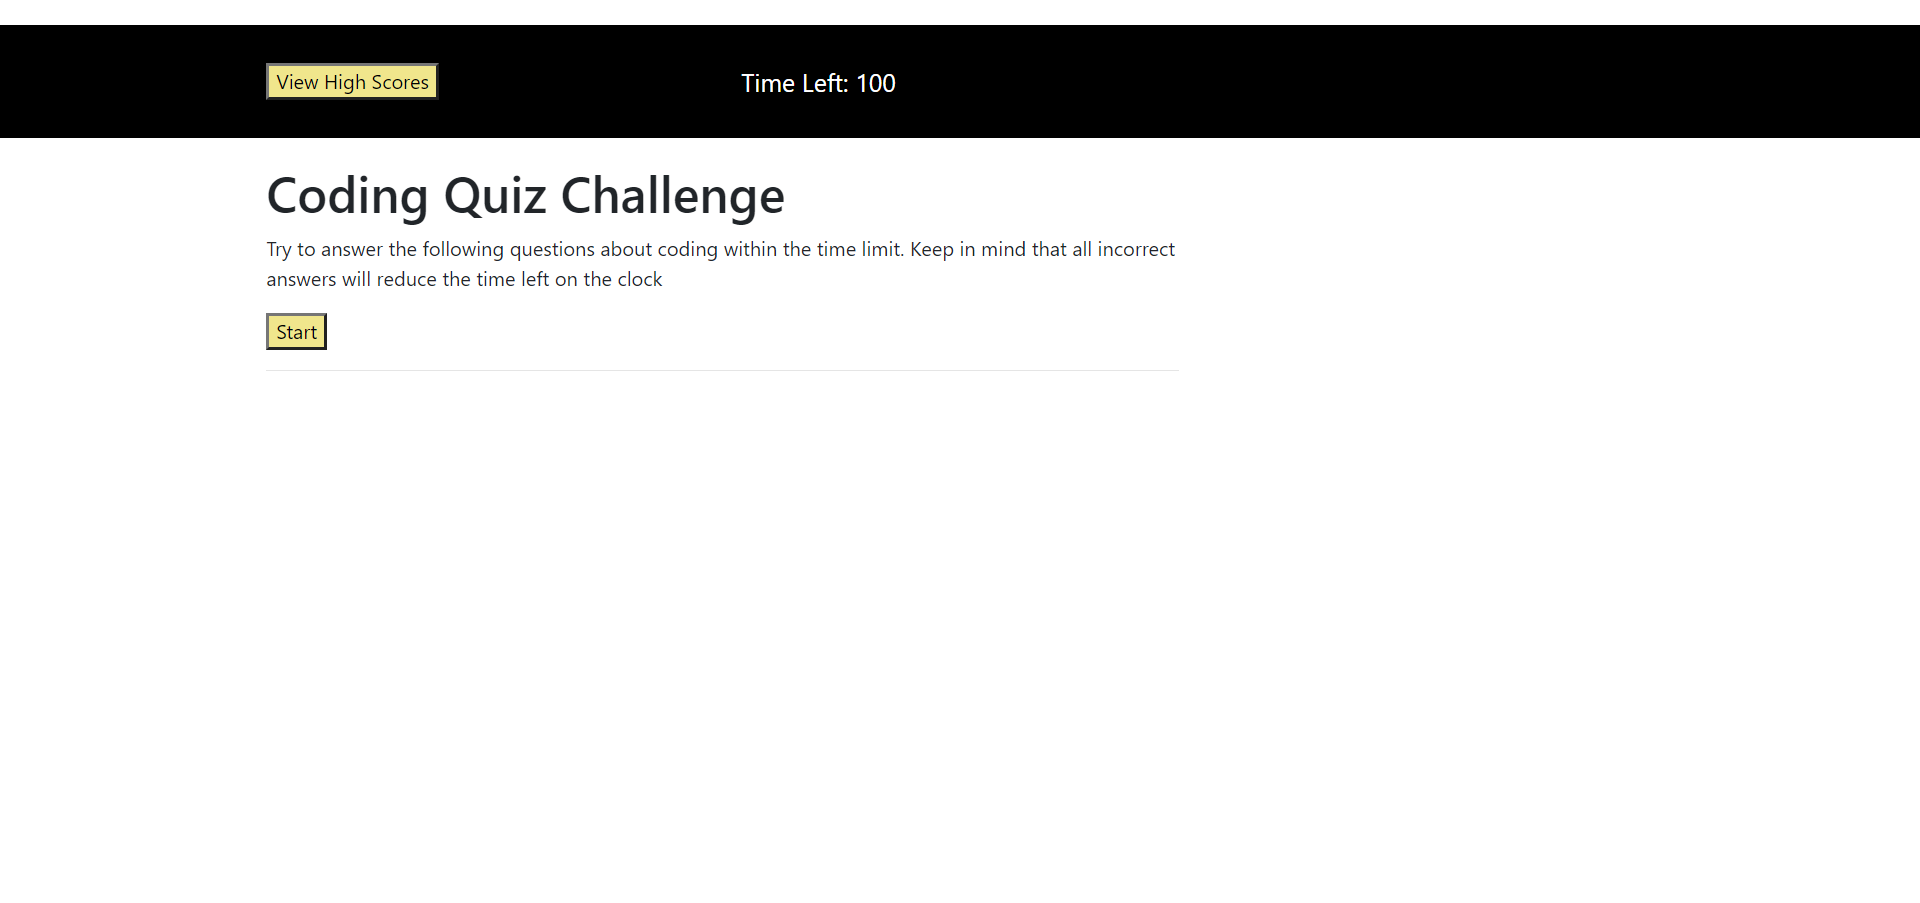 View High Scores
Time Left: 100
Coding Quiz Challenge
Try to answer the following questions about coding within the time limit. Keep in mind that all incorrect
answers will reduce the time left on the clock
Start